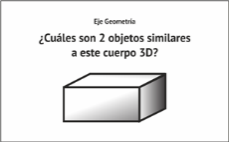 Eje Geometría
¿Cuáles son 2 objetos similares
a este cuerpo 3D?